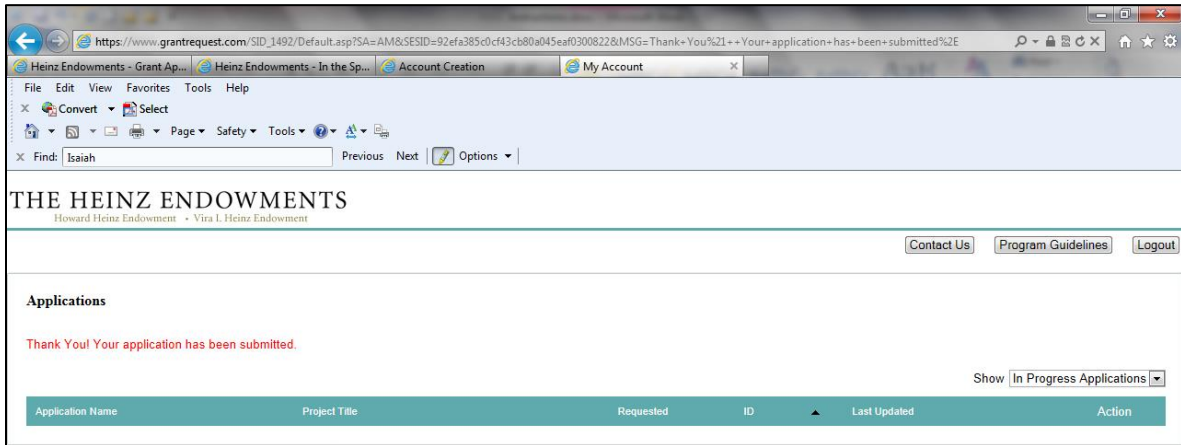 https://www.grantrequest.com/SID_1492/Default.asp?SA=AM&SESID=92efa385c0cf43cb80a045eaf0300822&MSG=Thank+You%21++Your+application+has+been+submitted%2E
Heinz Endowments - Grant Ap... Heinz Endowments - In the Sp... Account Creation My Account
File Edit View Favorites Tools Help
Convert Select
Page Safety Tools
Find: Isaiah Previous Next Options
THE HEINZ ENDOWMENTS
Howard Heinz Endowment • Vira I. Heinz Endowment
Contact Us Program Guidelines Logout
Applications
Thank You! Your application has been submitted.
Show In Progress Applications
Application Name Project Title Requested ID Last Updated Action